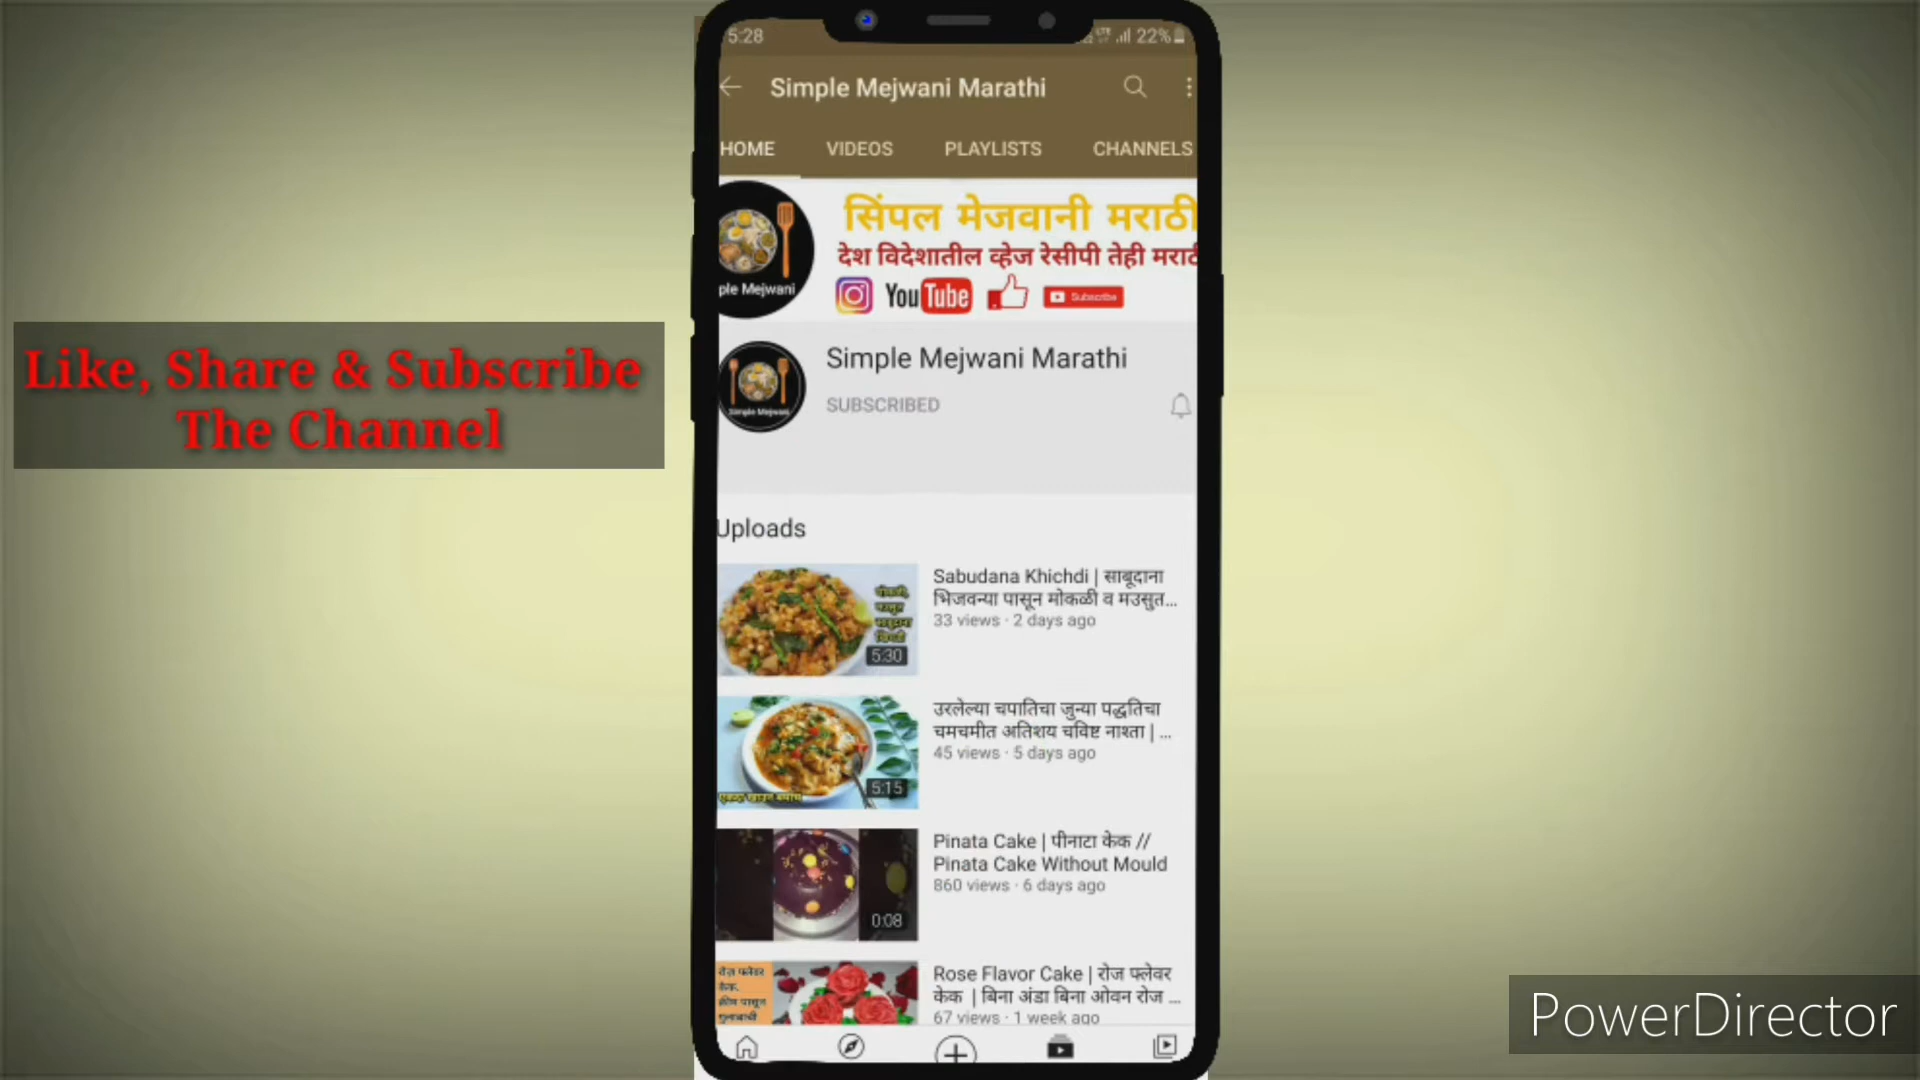 5:28
22%
Simple Mejwani Marathi
HOME VIDEOS PLAYLISTS CHANNELS
सिंपल मेजवानी मराठी
देश विदेशातील व्हेज रेसीपी तेही
ple Mejwani
YouTube
Subscribe
Simple Mejwani Marathi
SUBSCRIBED
Simple Mejwani
Like, Share & Subscribe
The Channel
Uploads
Sabudana Khichdi | साबूदाना
भिजवन्या पासून मोकळी व मउसुत...
33 views · 2 days ago
5:30
उरलेल्या चपातिचा जुन्या पद्धतिचा
चमचमीत अतिशय चविष्ट नाश्ता | ...
45 views · 5 days ago
5:15
Pinata Cake | पीनाटा केक //
Pinata Cake Without Mould
860 views · 6 days ago
0:08
Rose Flavor Cake | रोज फ्लेवर
केक | बिना अंडा बिना ओवन रोज ...
67 views · 1 week ago
रोज फ्लेवर
केक.
PowerDirector